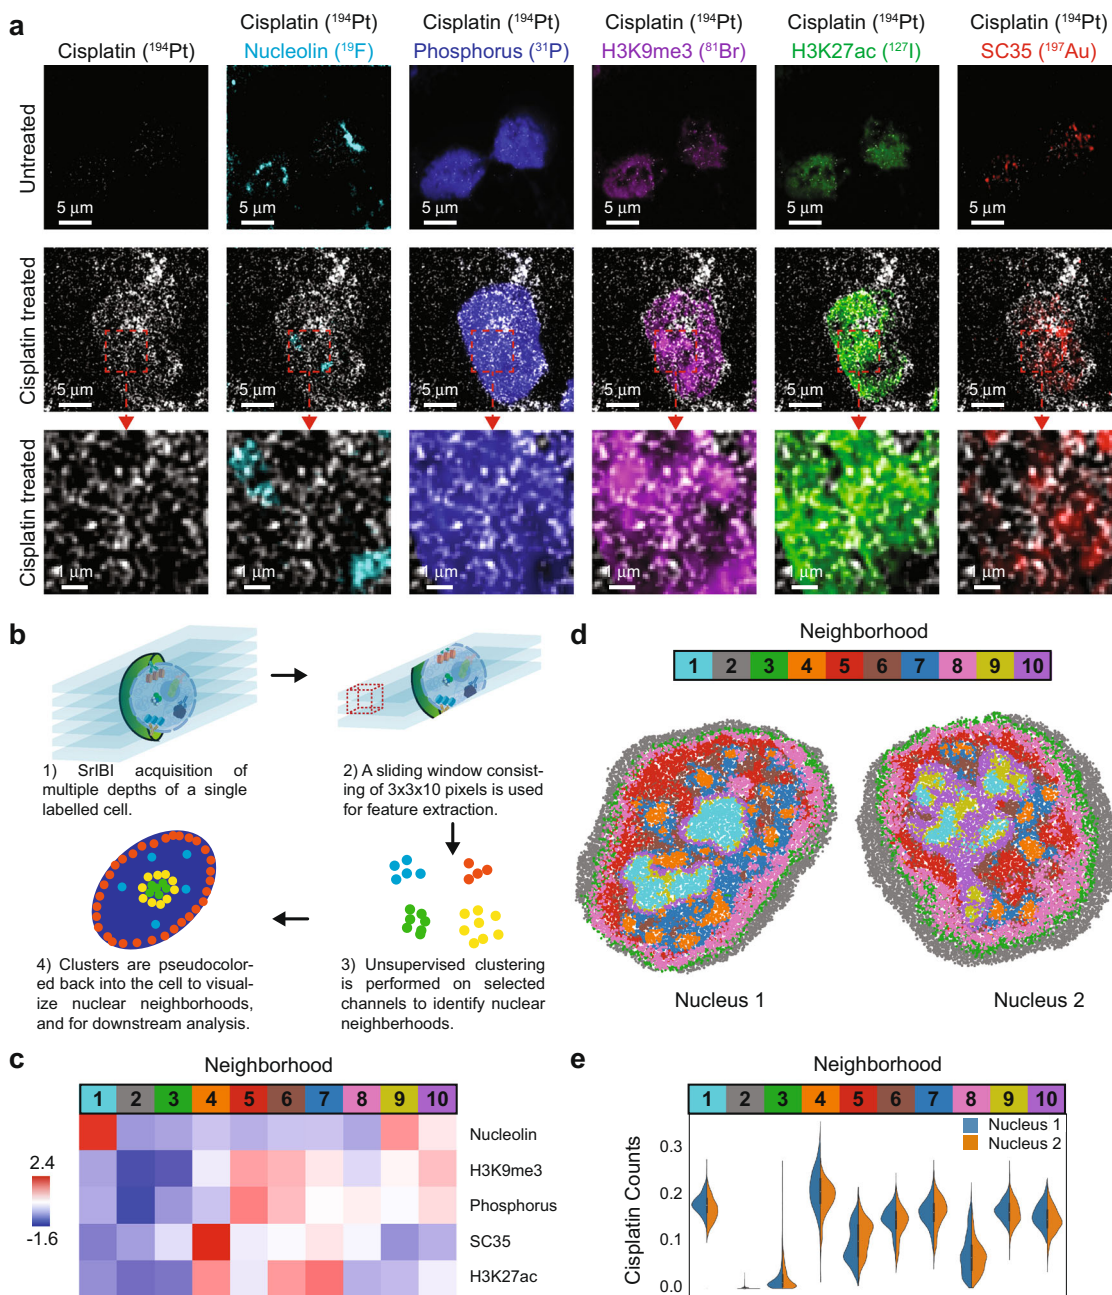 a
Cisplatin (¹⁹⁴Pt)
Cisplatin (¹⁹⁴Pt)
Nucleolin (¹⁹F)
Cisplatin (¹⁹⁴Pt)
Phosphorus (³¹P)
Cisplatin (¹⁹⁴Pt)
H3K9me3 (⁸¹Br)
Cisplatin (¹⁹⁴Pt)
H3K27ac (¹²⁷I)
Cisplatin (¹⁹⁴Pt)
SC35 (¹⁹⁷Au)
Untreated
5 µm
5 µm
5 µm
5 µm
5 µm
5 µm
Cisplatin treated
5 µm
5 µm
5 µm
5 µm
5 µm
5 µm
Cisplatin treated
1 µm
1 µm
1 µm
1 µm
1 µm
1 µm
b
1) SrIBI acquisition of
multiple depths of a single
labelled cell.
2) A sliding window consist-
ing of 3x3x10 pixels is used
for feature extraction.
4) Clusters are pseudocolor-
ed back into the cell to visual-
ize nuclear neighborhoods,
and for downstream analysis.
3) Unsupervised clustering
is performed on selected
channels to identify nuclear
neighberhoods.
d
Neighborhood
1 2 3 4 5 6 7 8 9 10
Nucleus 1
Nucleus 2
c
Neighborhood
1 2 3 4 5 6 7 8 9 10
Nucleolin
H3K9me3
Phosphorus
SC35
H3K27ac
2.4
-1.6
e
Neighborhood
1 2 3 4 5 6 7 8 9 10
Nucleus 1
Nucleus 2
Cisplatin Counts
0.3
0.2
0.1
0.0